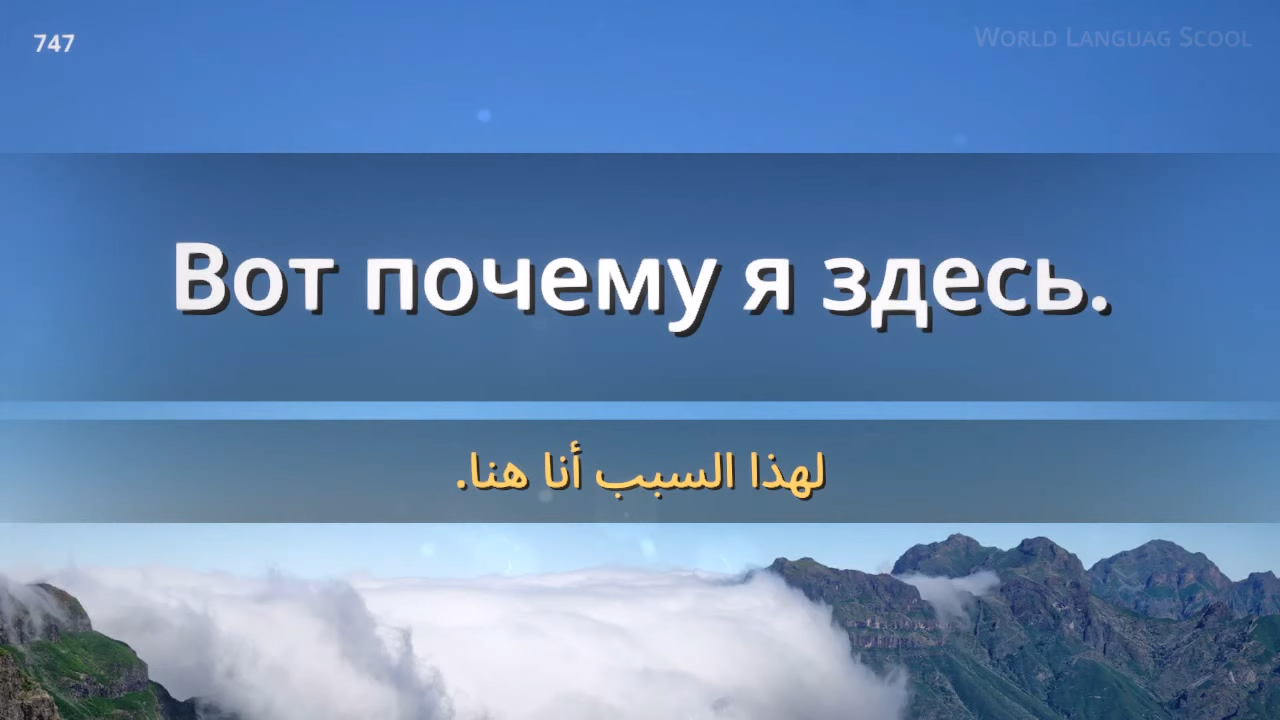 747
World Languag Scool
Вот почему я здесь.
لهذا السبب أنا هنا.